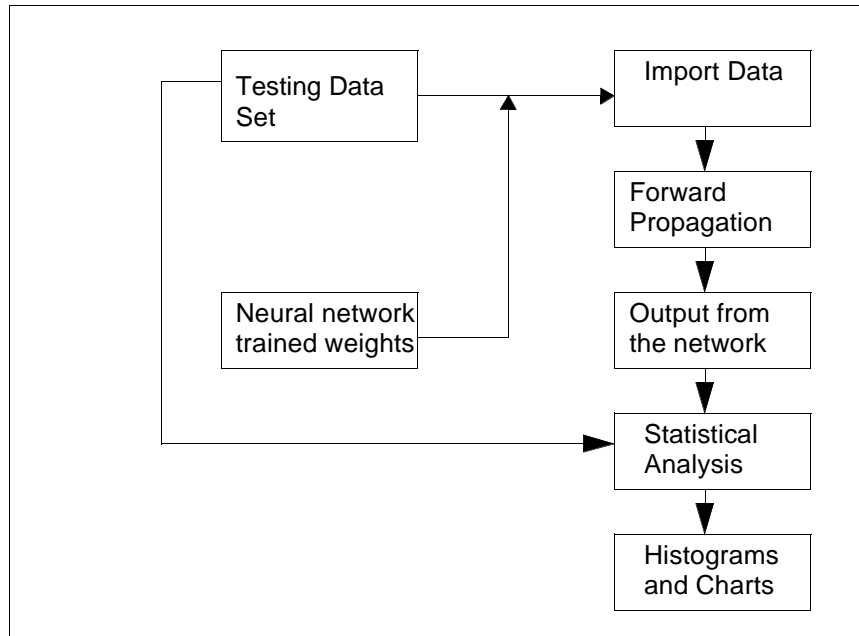 Testing Data
Set
Import Data
Forward
Propagation
Neural network
trained weights
Output from
the network
Statistical
Analysis
Histograms
and Charts